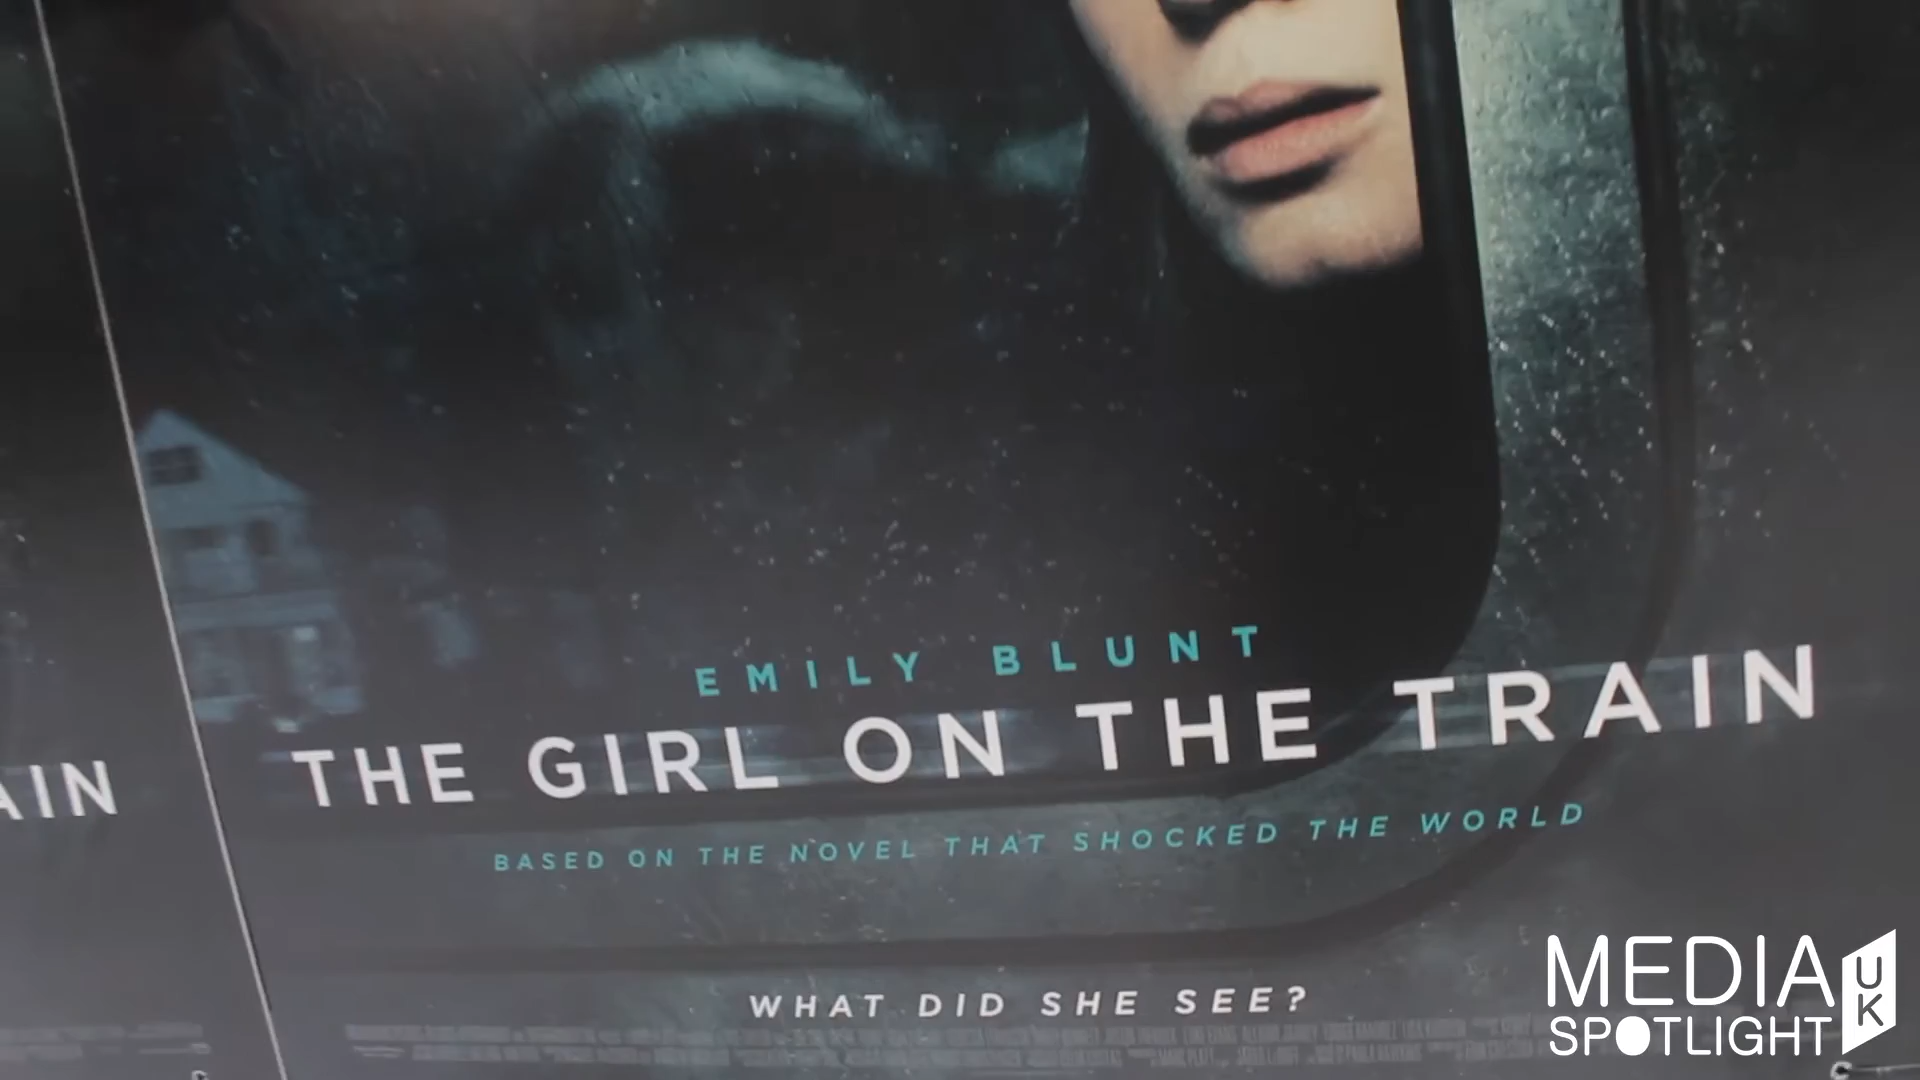 EMILY BLUNT
THE GIRL ON THE TRAIN
AIN
BASED ON THE NOVEL THAT SHOCKED THE WORLD
WHAT DID SHE SEE?
MEDIA UK
SPOTLIGHT